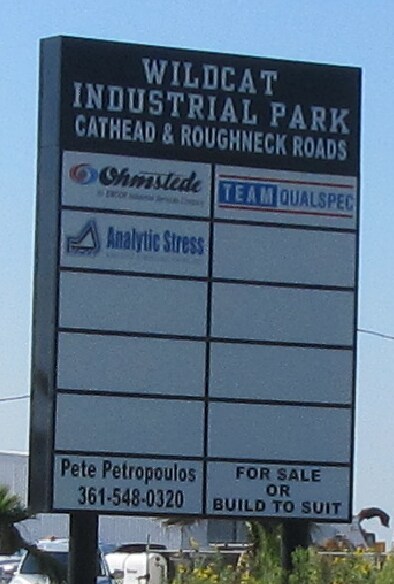 WILDCAT
INDUSTRIAL PARK
CATHEAD & ROUGHNECK ROADS
Ohmstede
TEAM QUALSPEC
Analytic Stress
Pete Petropoulos
361-548-0320
FOR SALE
OR
BUILD TO SUIT